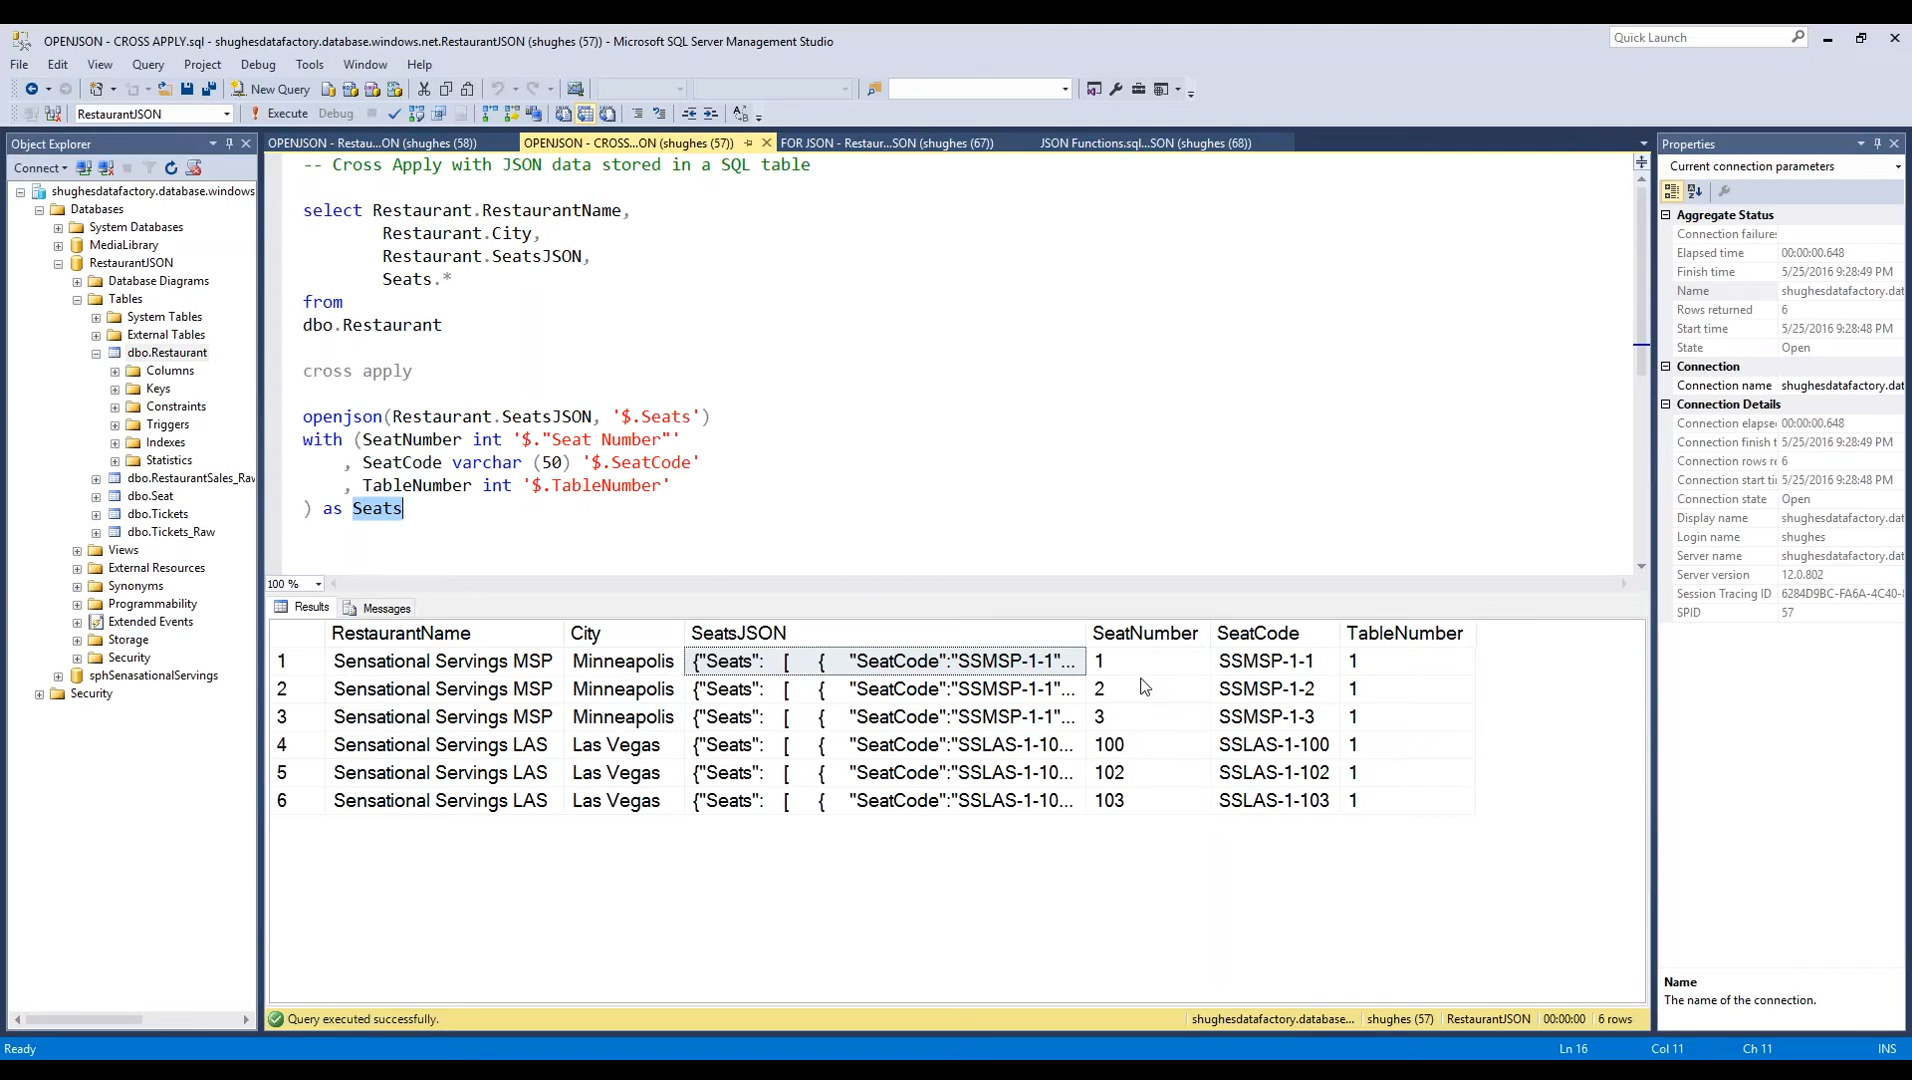 OPENJSON - CROSS APPLY.sql - shughesdatafactory.database.windows.net.RestaurantJSON (shughes (57)) - Microsoft SQL Server Management Studio
Quick Launch
File Edit View Query Project Debug Tools Window Help
New Query
RestaurantJSON
Execute Debug
Object Explorer
Connect
shughesdatafactory.database.windows
Databases
System Databases
MediaLibrary
RestaurantJSON
Database Diagrams
Tables
System Tables
External Tables
dbo.Restaurant
Columns
Keys
Constraints
Triggers
Indexes
Statistics
dbo.RestaurantSales_Raw
dbo.Seat
dbo.Tickets
dbo.Tickets_Raw
Views
External Resources
Synonyms
Programmability
Extended Events
Storage
Security
sphSenasationalServings
Security
OPENJSON - Restau...ON (shughes (58)) OPENJSON - CROSS...ON (shughes (57)) FOR JSON - Restaur...SON (shughes (67)) JSON Functions.sql...SON (shughes (68))
-- Cross Apply with JSON data stored in a SQL table
select Restaurant.RestaurantName,
Restaurant.City,
Restaurant.SeatsJSON,
Seats.*
from
dbo.Restaurant
cross apply
openjson(Restaurant.SeatsJSON, '$.Seats')
with (SeatNumber int '$."Seat Number"'
, SeatCode varchar (50) '$.SeatCode'
, TableNumber int '$.TableNumber'
) as Seats
100 %
Results Messages
RestaurantName City SeatsJSON SeatNumber SeatCode TableNumber
1 Sensational Servings MSP Minneapolis {"Seats": [ { "SeatCode":"SSMSP-1-1"... 1 SSMSP-1-1 1
2 Sensational Servings MSP Minneapolis {"Seats": [ { "SeatCode":"SSMSP-1-1"... 2 SSMSP-1-2 1
3 Sensational Servings MSP Minneapolis {"Seats": [ { "SeatCode":"SSMSP-1-1"... 3 SSMSP-1-3 1
4 Sensational Servings LAS Las Vegas {"Seats": [ { "SeatCode":"SSLAS-1-10... 100 SSLAS-1-100 1
5 Sensational Servings LAS Las Vegas {"Seats": [ { "SeatCode":"SSLAS-1-10... 102 SSLAS-1-102 1
6 Sensational Servings LAS Las Vegas {"Seats": [ { "SeatCode":"SSLAS-1-10... 103 SSLAS-1-103 1
Query executed successfully. shughesdatafactory.database... shughes (57) RestaurantJSON 00:00:00 6 rows
Properties
Current connection parameters
Aggregate Status
Connection failures
Elapsed time 00:00:00.648
Finish time 5/25/2016 9:28:49 PM
Name shughesdatafactory.dat
Rows returned 6
Start time 5/25/2016 9:28:48 PM
State Open
Connection
Connection name shughesdatafactory.dat
Connection Details
Connection elapse 00:00:00.648
Connection finish t 5/25/2016 9:28:49 PM
Connection rows re 6
Connection start ti 5/25/2016 9:28:48 PM
Connection state Open
Display name shughesdatafactory.dat
Login name shughes
Server name shughesdatafactory.dat
Server version 12.0.802
Session Tracing ID 6284D9BC-FA6A-4C40-8
SPID 57
Name
The name of the connection.
Ready Ln 16 Col 11 Ch 11 INS